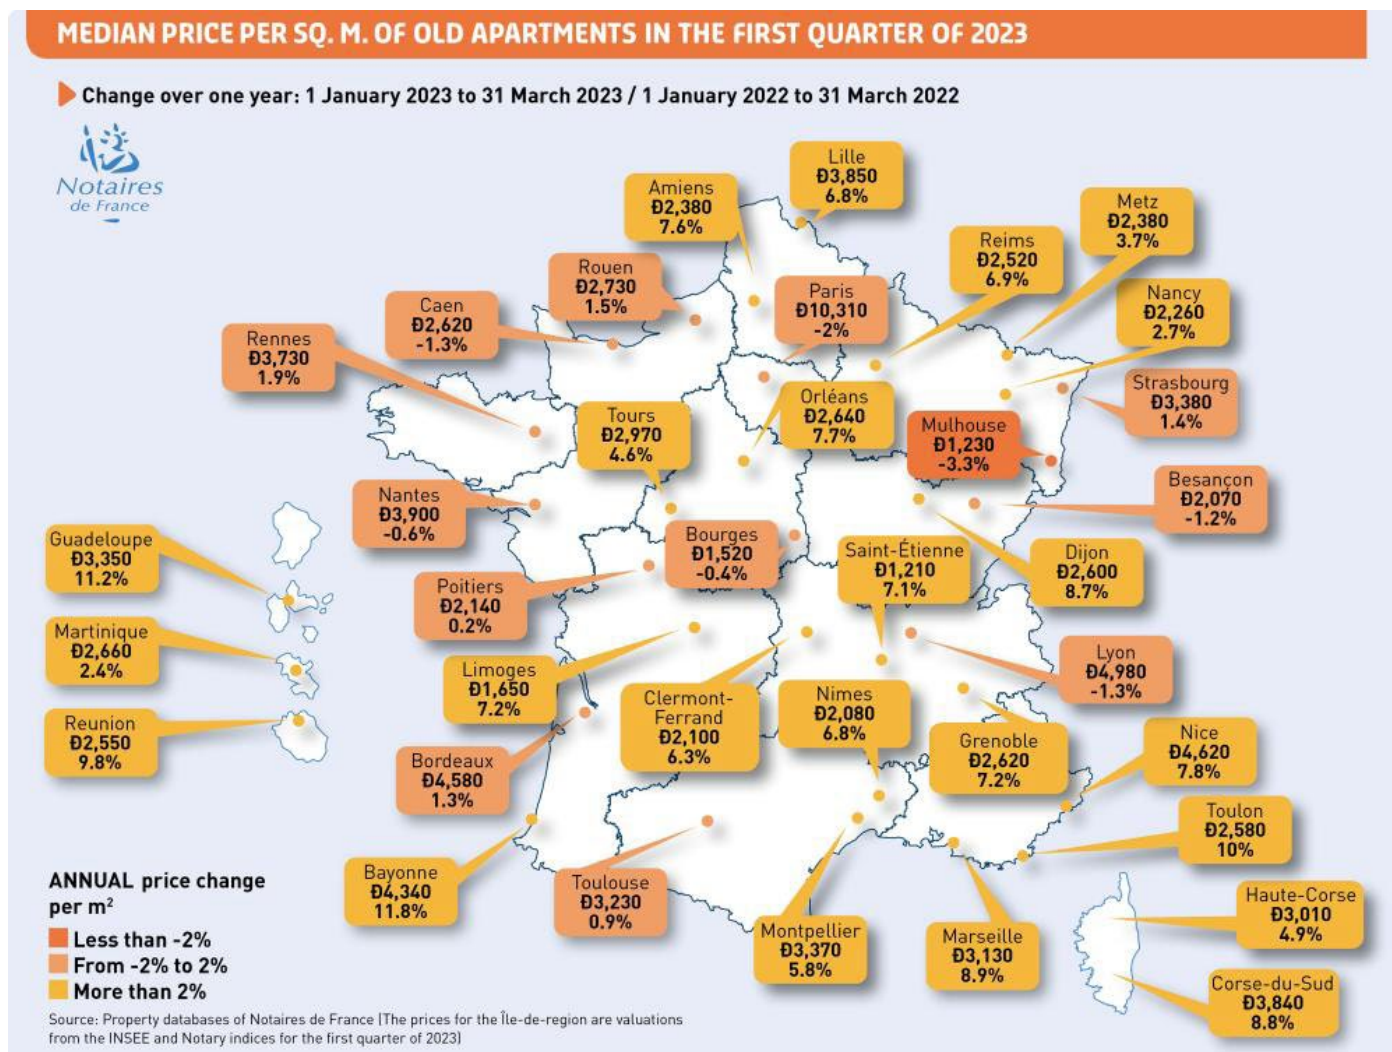 MEDIAN PRICE PER SQ. M. OF OLD APARTMENTS IN THE FIRST QUARTER OF 2023
Change over one year: 1 January 2023 to 31 March 2023 / 1 January 2022 to 31 March 2022
Notaires
de France
Lille
Đ3,850
6.8%
Amiens
Đ2,380
7.6%
Metz
Đ2,380
3.7%
Reims
Đ2,520
6.9%
Rouen
Đ2,730
1.5%
Paris
Đ10,310
-2%
Nancy
Đ2,260
2.7%
Caen
Đ2,620
-1.3%
Rennes
Đ3,730
1.9%
Strasbourg
Đ3,380
1.4%
Orléans
Đ2,640
7.7%
Tours
Đ2,970
4.6%
Mulhouse
Đ1,230
-3.3%
Besançon
Đ2,070
-1.2%
Nantes
Đ3,900
-0.6%
Guadeloupe
Đ3,350
11.2%
Bourges
Đ1,520
-0.4%
Saint-Étienne
Đ1,210
7.1%
Dijon
Đ2,600
8.7%
Poitiers
Đ2,140
0.2%
Martinique
Đ2,660
2.4%
Lyon
Đ4,980
-1.3%
Limoges
Đ1,650
7.2%
Clermont-
Ferrand
Đ2,100
6.3%
Nimes
Đ2,080
6.8%
Reunion
Đ2,550
9.8%
Grenoble
Đ2,620
7.2%
Nice
Đ4,620
7.8%
Bordeaux
Đ4,580
1.3%
Toulon
Đ2,580
10%
Bayonne
Đ4,340
11.8%
Toulouse
Đ3,230
0.9%
Haute-Corse
Đ3,010
4.9%
Montpellier
Đ3,370
5.8%
Marseille
Đ3,130
8.9%
Corse-du-Sud
Đ3,840
8.8%
ANNUAL price change
per m²
Less than -2%
From -2% to 2%
More than 2%
Source: Property databases of Notaires de France (The prices for the Île-de-region are valuations
from the INSEE and Notary indices for the first quarter of 2023)